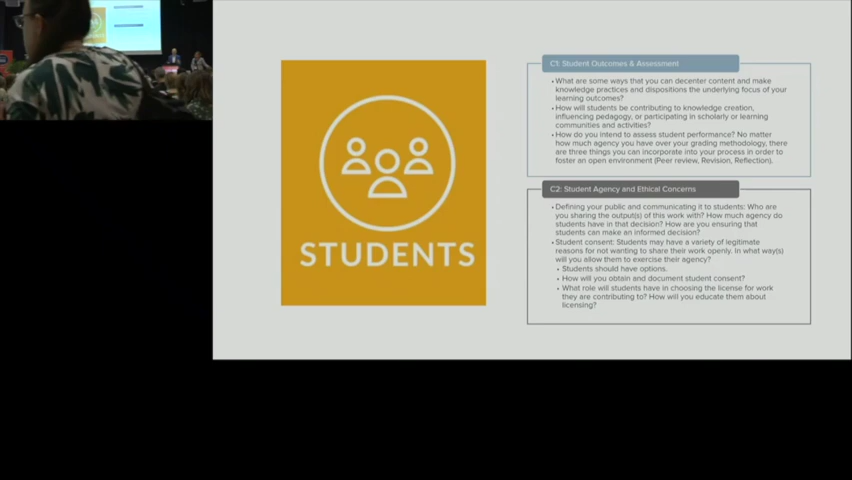 STUDENTS
C1: Student Outcomes & Assessment
• What are some ways that you can decenter content and make
knowledge practices and dispositions the underlying focus of your
learning outcomes?
• How will students be contributing to knowledge creation,
influencing pedagogy, or participating in scholarly or learning
communities and activities?
• How do you intend to assess student performance? No matter
how much agency you have over your grading methodology, there
are three things you can incorporate into your process in order to
foster an open environment (Peer review, Revision, Reflection).
C2: Student Agency and Ethical Concerns
• Defining your public and communicating it to students: Who are
you sharing the output(s) of this work with? How much agency do
students have in that decision? How are you ensuring that
students can make an informed decision?
• Student consent: Students may have a variety of legitimate
reasons for not wanting to share their work openly. In what way(s)
will you allow them to exercise their agency?
• Students should have options.
• How will you obtain and document student consent?
• What role will students have in choosing the license for work
they are contributing to? How will you educate them about
licensing?